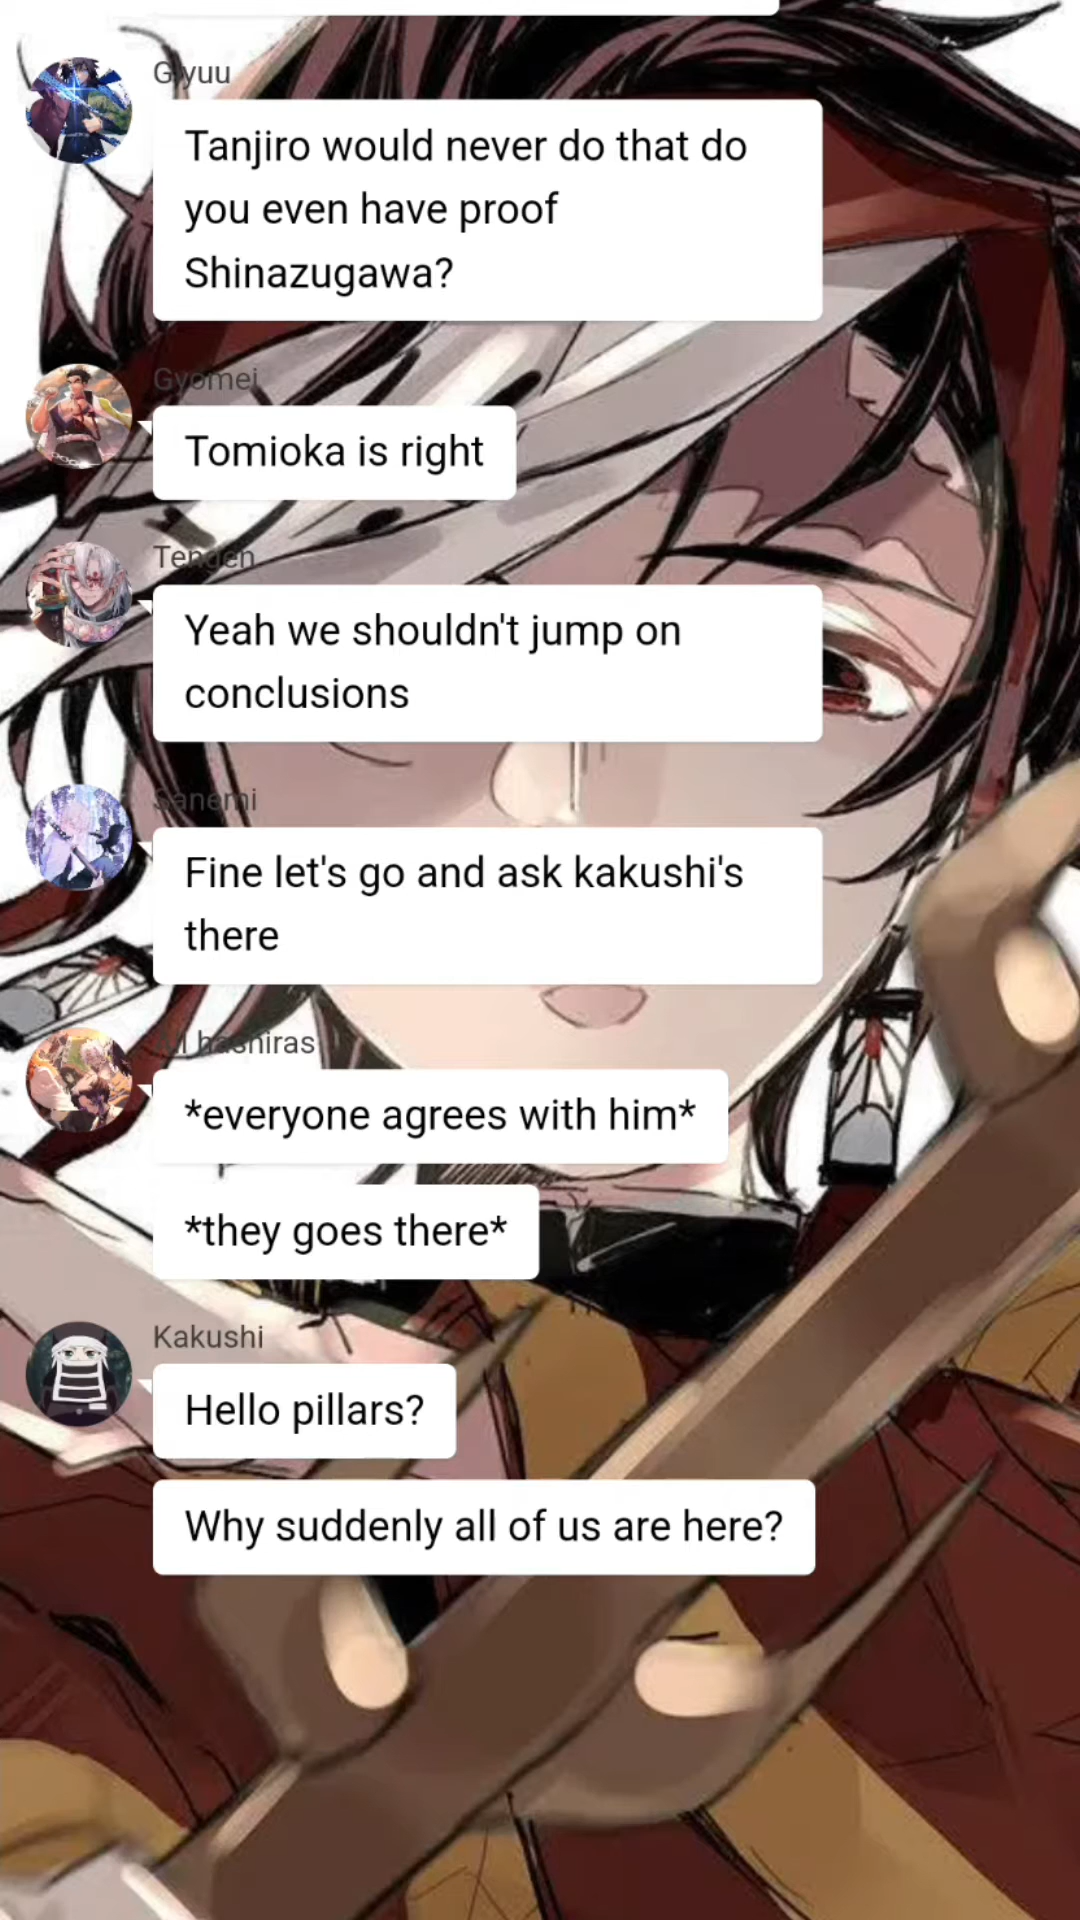 Giyuu
Tanjiro would never do that do
you even have proof
Shinazugawa?
Gyomei
Tomioka is right
Tengen
Yeah we shouldn't jump on
conclusions
Sanemi
Fine let's go and ask kakushi's
there
All hashiras
*everyone agrees with him*
*they goes there*
Kakushi
Hello pillars?
Why suddenly all of us are here?